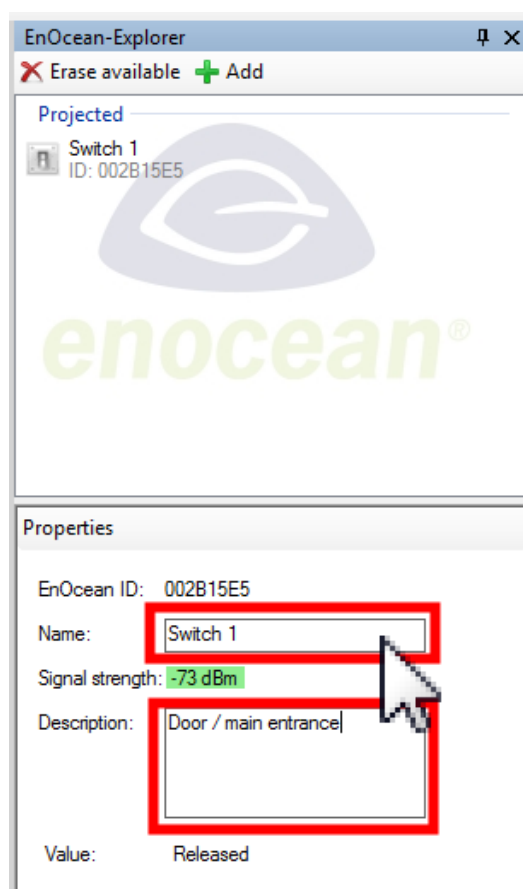 EnOcean-Explorer
Erase available Add
Projected
Switch 1
ID: 002B15E5
enocean®
Properties
EnOcean ID: 002B15E5
Name: Switch 1
Signal strength: -73 dBm
Description: Door / main entrance
Value: Released